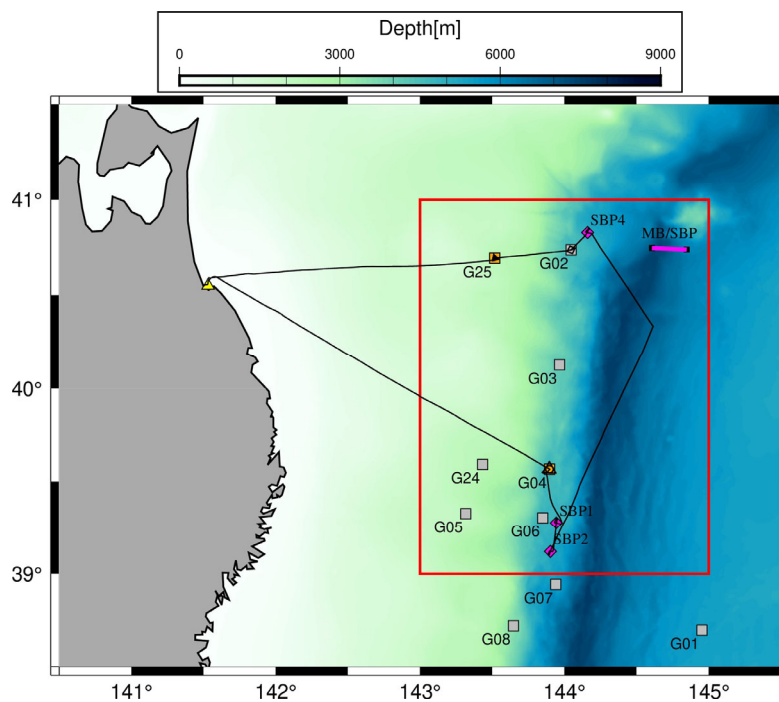 Depth[m]
0 3000 6000 9000
41°
40°
39°
SBP4
MB/SBP
G02
G25
G03
G24
G04
G05
SBP1
G06
SBP2
G07
G08
G01
141° 142° 143° 144° 145°